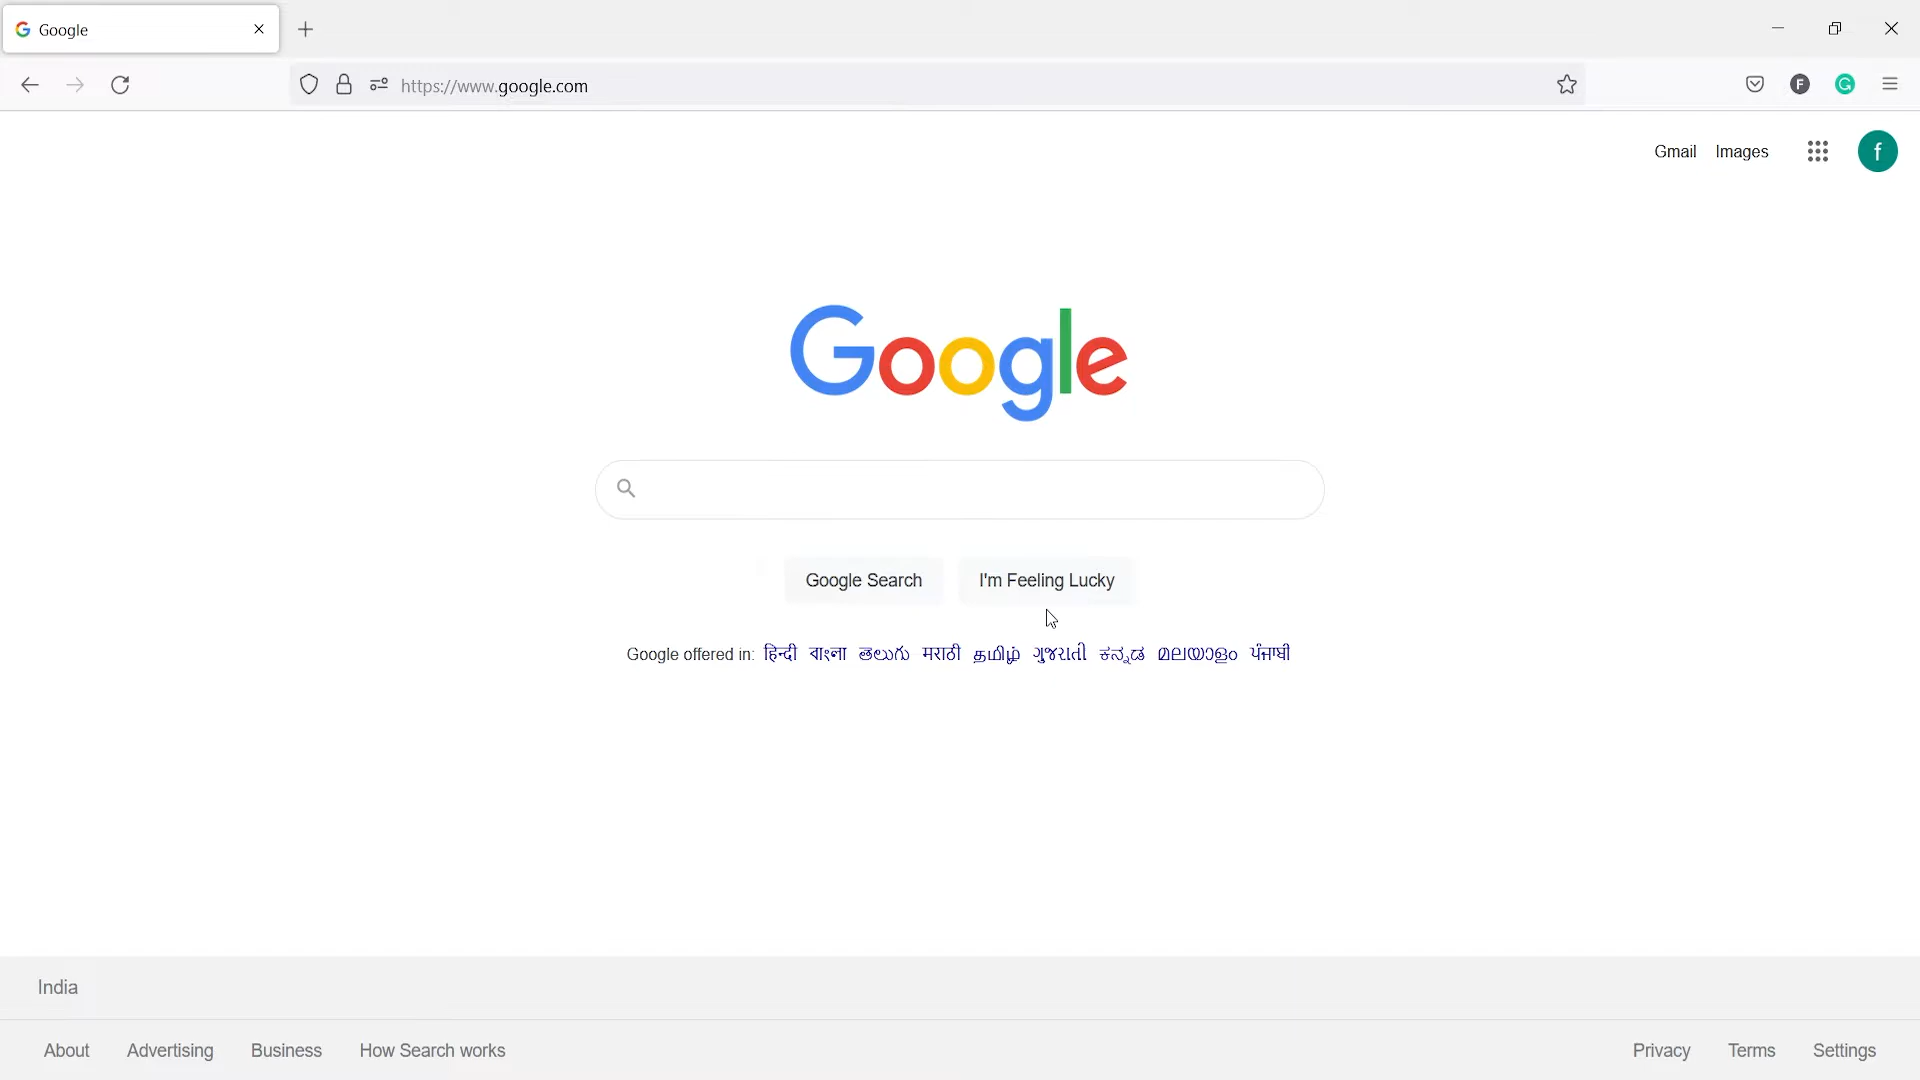 Google
https://www.google.com
F
G
Gmail Images
f
Google
Google Search I'm Feeling Lucky
Google offered in: हिन्दी বাংলা తెలుగు मराठी தமிழ் ગુજરાતી ಕನ್ನಡ മലയാളം ਪੰਜਾਬੀ
India
About Advertising Business How Search works Privacy Terms Settings